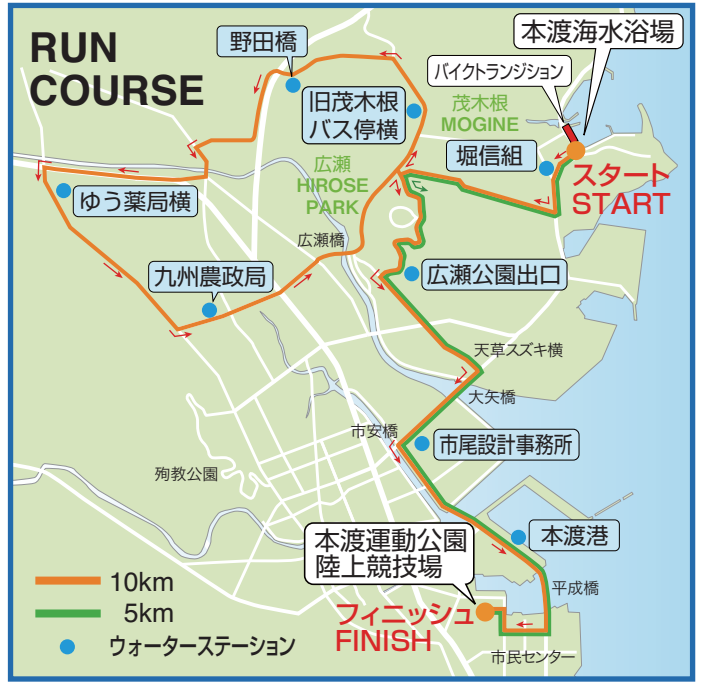 RUN
COURSE
野田橋
本渡海水浴場
バイクトランジション
旧茂木根
バス停横
茂木根
MOGINE
堀信組
スタート
START
ゆう薬局横
広瀬
HIROSE
PARK
広瀬橋
九州農政局
広瀬公園出口
天草スズキ横
大矢橋
市安橋
市尾設計事務所
殉教公園
本渡港
本渡運動公園
陸上競技場
平成橋
フィニッシュ
FINISH
市民センター
10km
5km
ウォーターステーション